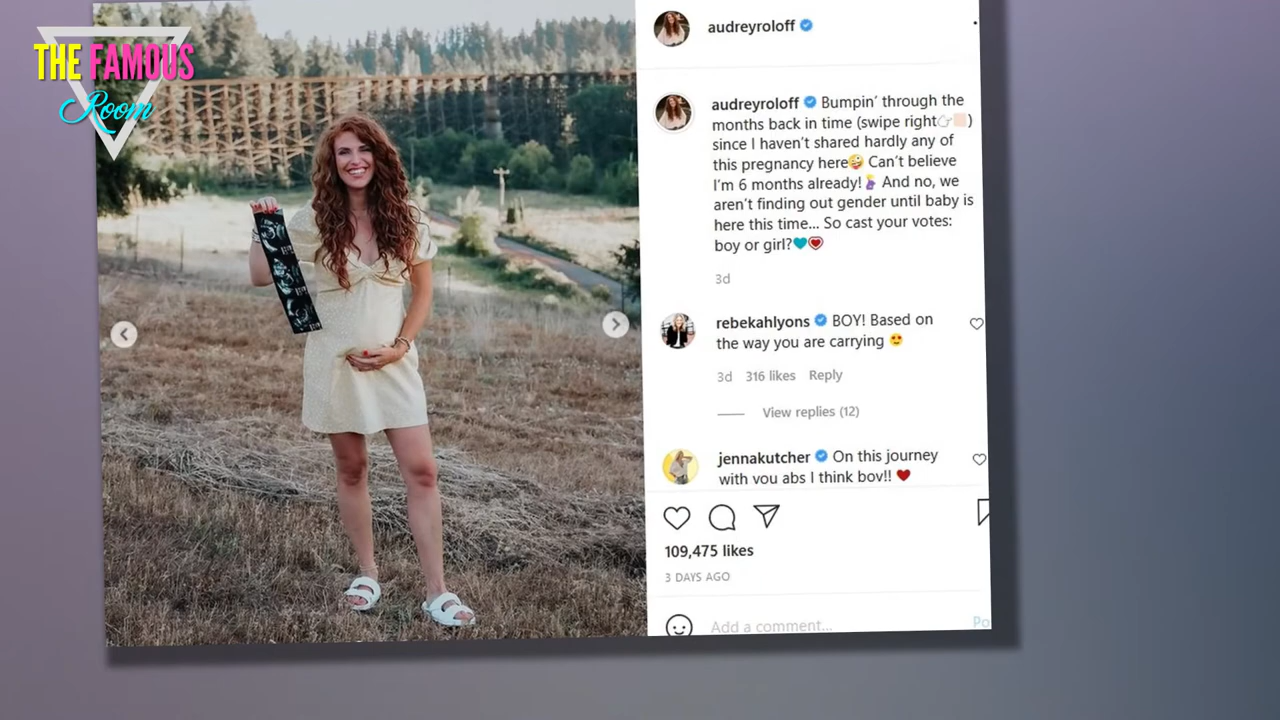 THE FAMOUS
Room
audreyroloff
audreyroloff Bumpin' through the
months back in time (swipe right👉🏻)
since I haven't shared hardly any of
this pregnancy here🤪 Can't believe
I'm 6 months already!🤰 And no, we
aren't finding out gender until baby is
here this time... So cast your votes:
boy or girl?💙💟
3d
rebekahlyons BOY! Based on
the way you are carrying 😍
3d 316 likes Reply
View replies (12)
jennakutcher On this journey
with you abs I think boy!! ❤️
109,475 likes
3 DAYS AGO
Add a comment...
Po